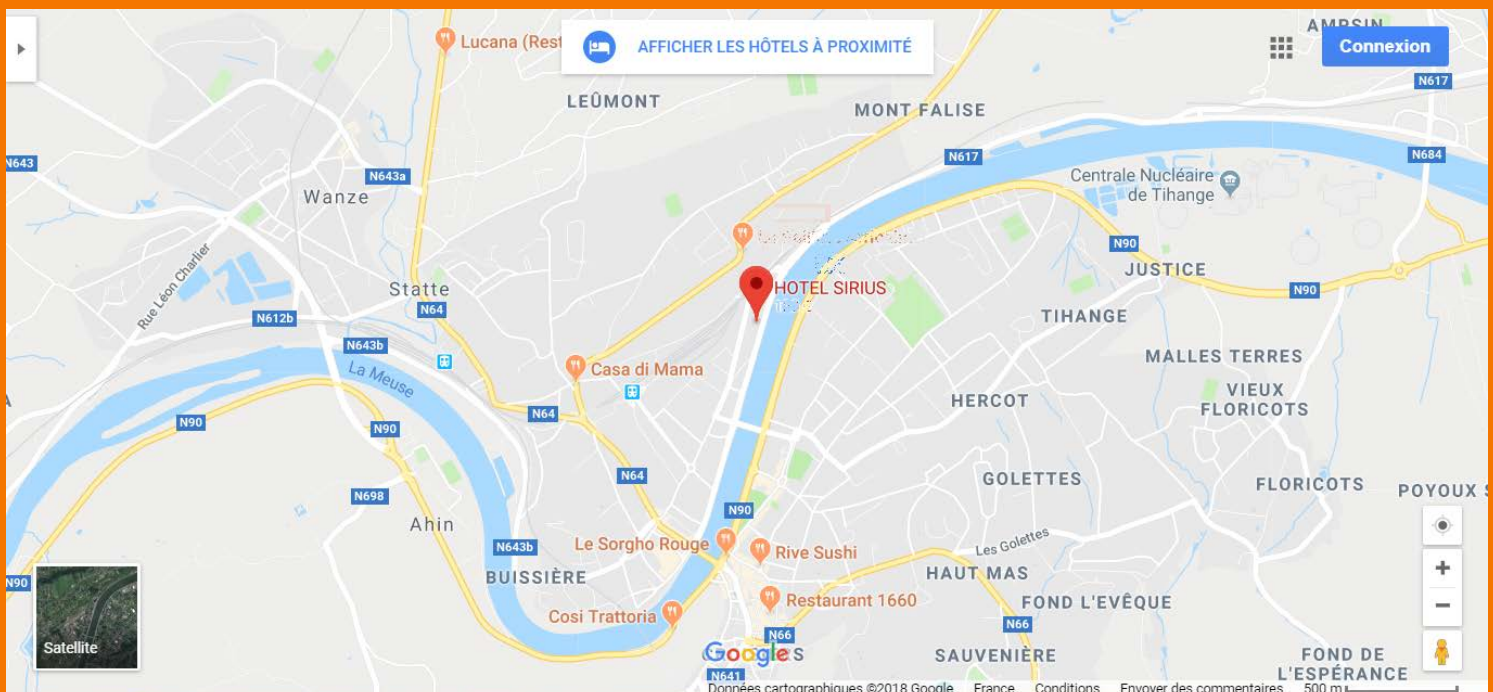 AMPSIN
Lucana (Rest
AFFICHER LES HÔTELS À PROXIMITÉ
Connexion
N617
LEÛMONT
MONT FALISE
N643
N617
N684
N643a
Centrale Nucléaire
de Tihange
Wanze
N90
Rue Léon Charlier
JUSTICE
Statte
HOTEL SIRIUS
N90
N64
TIHANGE
N612b
N643b
MALLES TERRES
La Meuse
Casa di Mama
VIEUX
FLORICOTS
HERCOT
N90
N64
N90
N64
GOLETTES
FLORICOTS
POYOUX S
N698
N90
Ahin
Les Golettes
N643b
Le Sorgho Rouge
Rive Sushi
BUISSIÈRE
HAUT MAS
N90
Restaurant 1660
FOND L'EVÊQUE
Cosi Trattoria
N66
N66
Satellite
Google
SAUVENIÈRE
FOND DE
L'ESPÉRANCE
N641
Données cartographiques ©2018 Google France Conditions Envoyer des commentaires 500 m